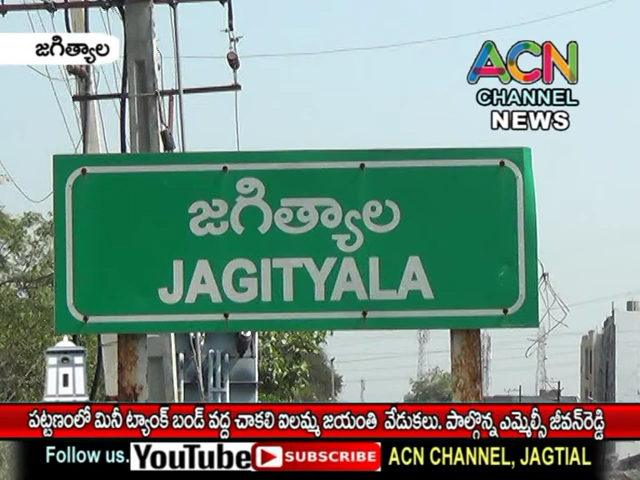 జగిత్యాల
ACN
CHANNEL
NEWS
జగిత్యాల
JAGITYALA
పట్టణంలో మినీ ట్యాంక్ బండ్ వద్ద చాకలి ఐలమ్మ జయంతి వేడుకలు. పాల్గొన్న ఎమ్మెల్సీ జీవన్‌రెడ్డి
Follow us. YouTube SUBSCRIBE ACN CHANNEL, JAGTIAL